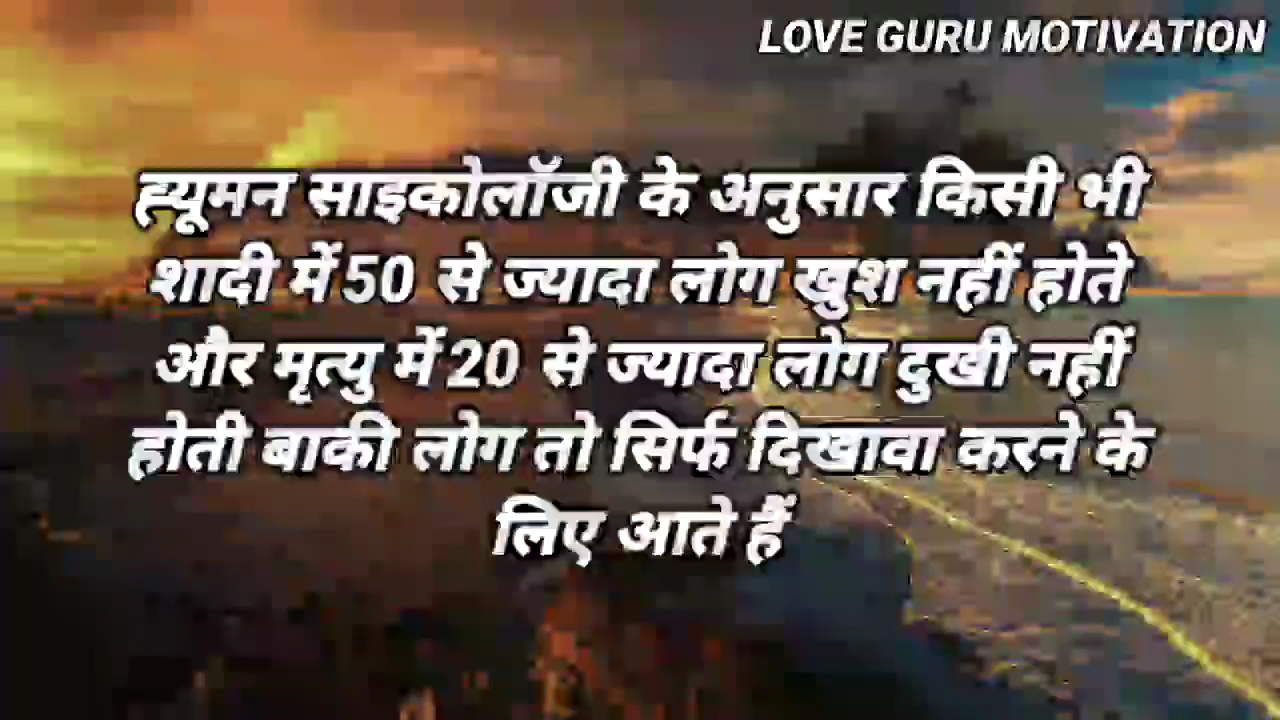 LOVE GURU MOTIVATION
ह्यूमन साइकोलॉजी के अनुसार किसी भी
शादी में 50 से ज्यादा लोग खुश नहीं होते
और मृत्यु में 20 से ज्यादा लोग दुखी नहीं
होती बाकी लोग तो सिर्फ दिखावा करने के
लिए आते हैं